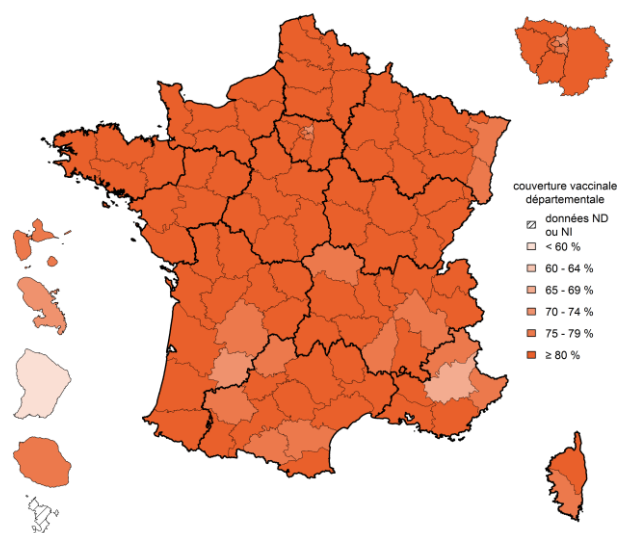 couverture vaccinale
départementale
données ND
ou NI
< 60 %
60 - 64 %
65 - 69 %
70 - 74 %
75 - 79 %
≥ 80 %